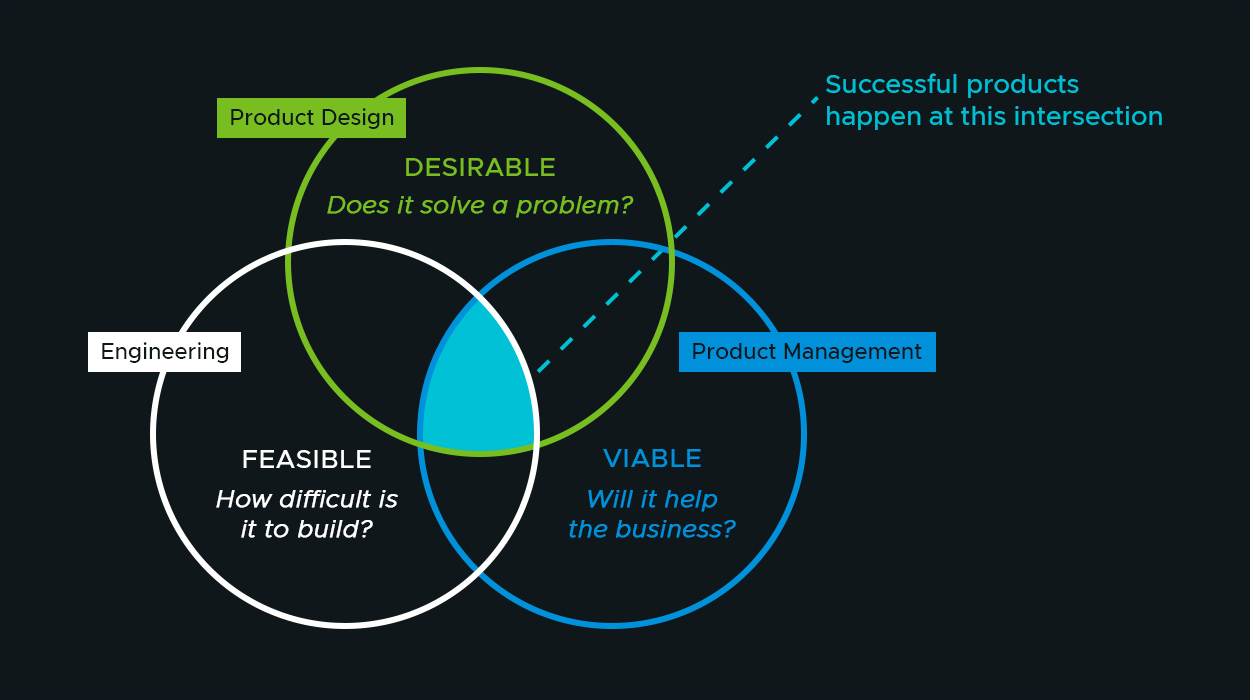 Successful products
happen at this intersection
Product Design
DESIRABLE
Does it solve a problem?
Engineering
Product Management
FEASIBLE
How difficult is
it to build?
VIABLE
Will it help
the business?